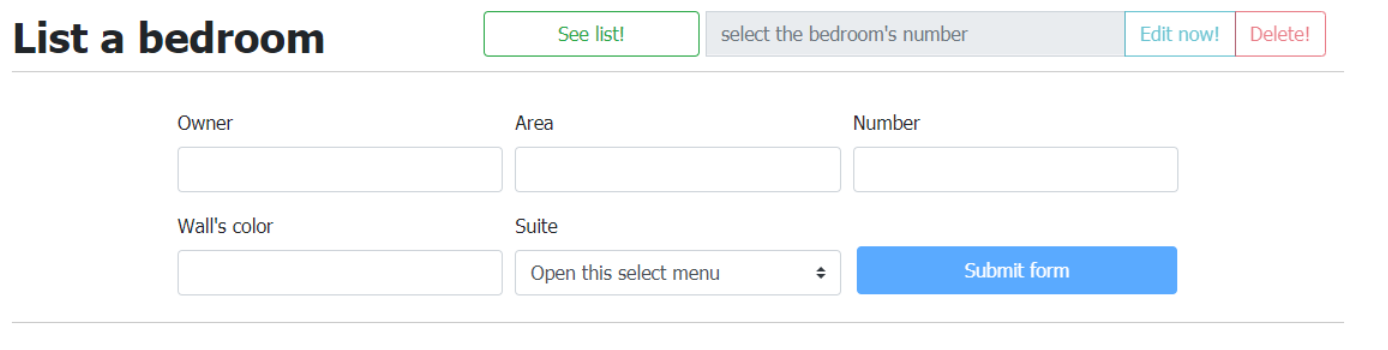 List a bedroom See list! select the bedroom's number Edit now! Delete!
Owner Area Number
Wall's color Suite
Open this select menu Submit form